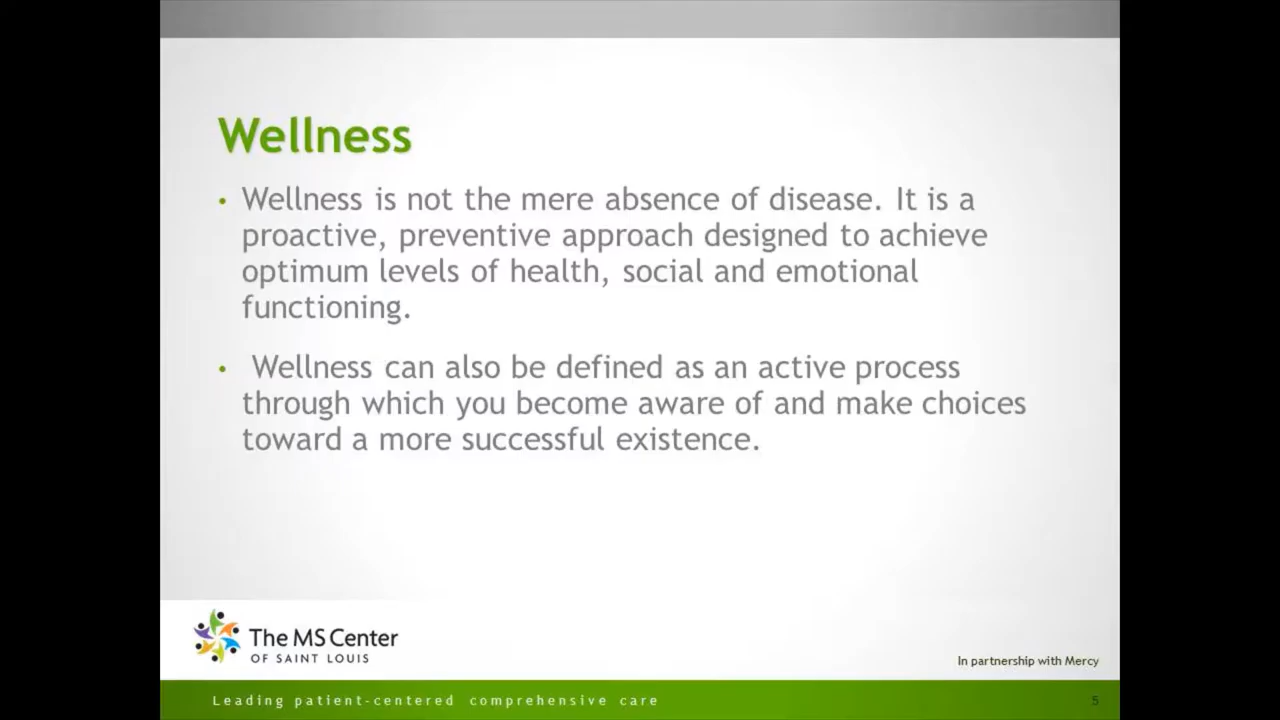 Wellness
• Wellness is not the mere absence of disease. It is a
proactive, preventive approach designed to achieve
optimum levels of health, social and emotional
functioning.
• Wellness can also be defined as an active process
through which you become aware of and make choices
toward a more successful existence.
The MS Center
OF SAINT LOUIS
In partnership with Mercy
Leading patient-centered comprehensive care
5